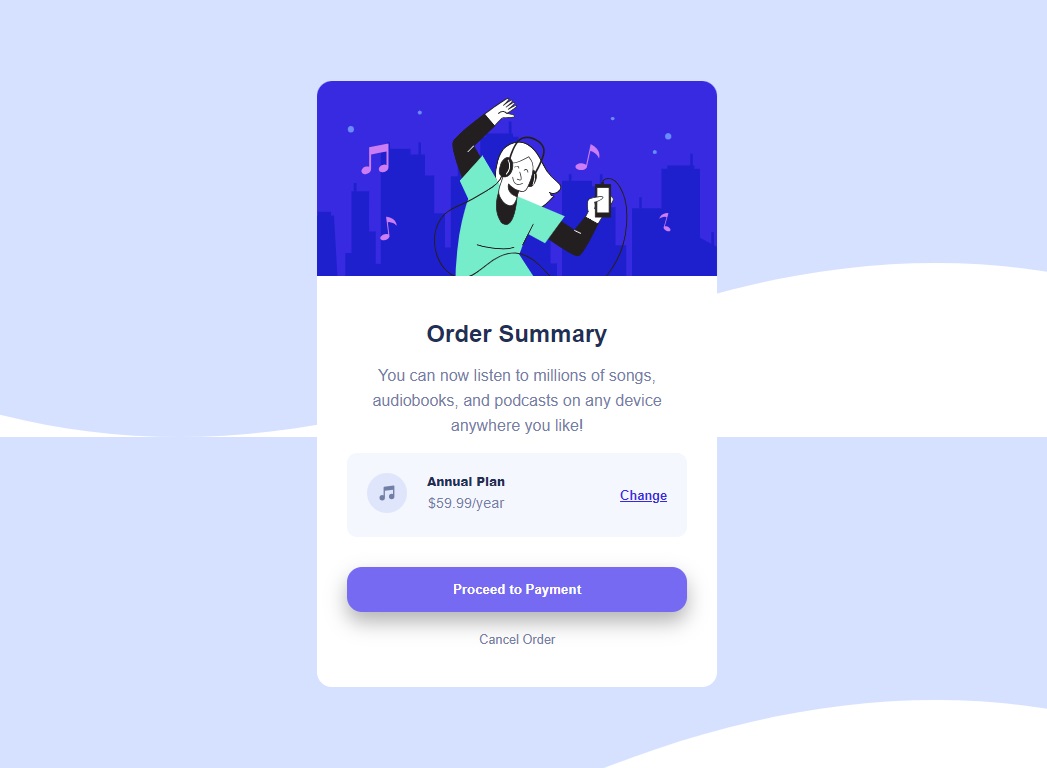 Order Summary
You can now listen to millions of songs,
audiobooks, and podcasts on any device
anywhere you like!
Annual Plan
$59.99/year
Change
Proceed to Payment
Cancel Order